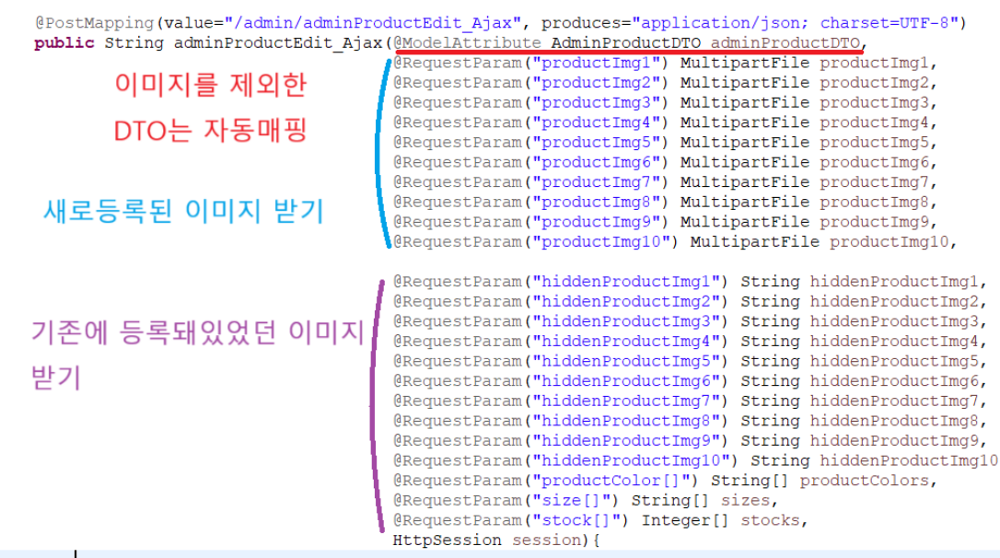 @PostMapping(value="/admin/adminProductEdit_Ajax", produces="application/json; charset=UTF-8")
public String adminProductEdit_Ajax(@ModelAttribute AdminProductDTO adminProductDTO,
@RequestParam("productImg1") MultipartFile productImg1,
@RequestParam("productImg2") MultipartFile productImg2,
@RequestParam("productImg3") MultipartFile productImg3,
@RequestParam("productImg4") MultipartFile productImg4,
@RequestParam("productImg5") MultipartFile productImg5,
@RequestParam("productImg6") MultipartFile productImg6,
@RequestParam("productImg7") MultipartFile productImg7,
@RequestParam("productImg8") MultipartFile productImg8,
@RequestParam("productImg9") MultipartFile productImg9,
@RequestParam("productImg10") MultipartFile productImg10,
이미지를 제외한
DTO는 자동매핑
새로등록된 이미지 받기
@RequestParam("hiddenProductImg1") String hiddenProductImg1,
@RequestParam("hiddenProductImg2") String hiddenProductImg2,
@RequestParam("hiddenProductImg3") String hiddenProductImg3,
@RequestParam("hiddenProductImg4") String hiddenProductImg4,
@RequestParam("hiddenProductImg5") String hiddenProductImg5,
@RequestParam("hiddenProductImg6") String hiddenProductImg6,
@RequestParam("hiddenProductImg7") String hiddenProductImg7,
@RequestParam("hiddenProductImg8") String hiddenProductImg8,
@RequestParam("hiddenProductImg9") String hiddenProductImg9,
@RequestParam("hiddenProductImg10") String hiddenProductImg10
@RequestParam("productColor[]") String[] productColors,
@RequestParam("size[]") String[] sizes,
@RequestParam("stock[]") Integer[] stocks,
HttpSession session){
기존에 등록돼있었던 이미지
받기